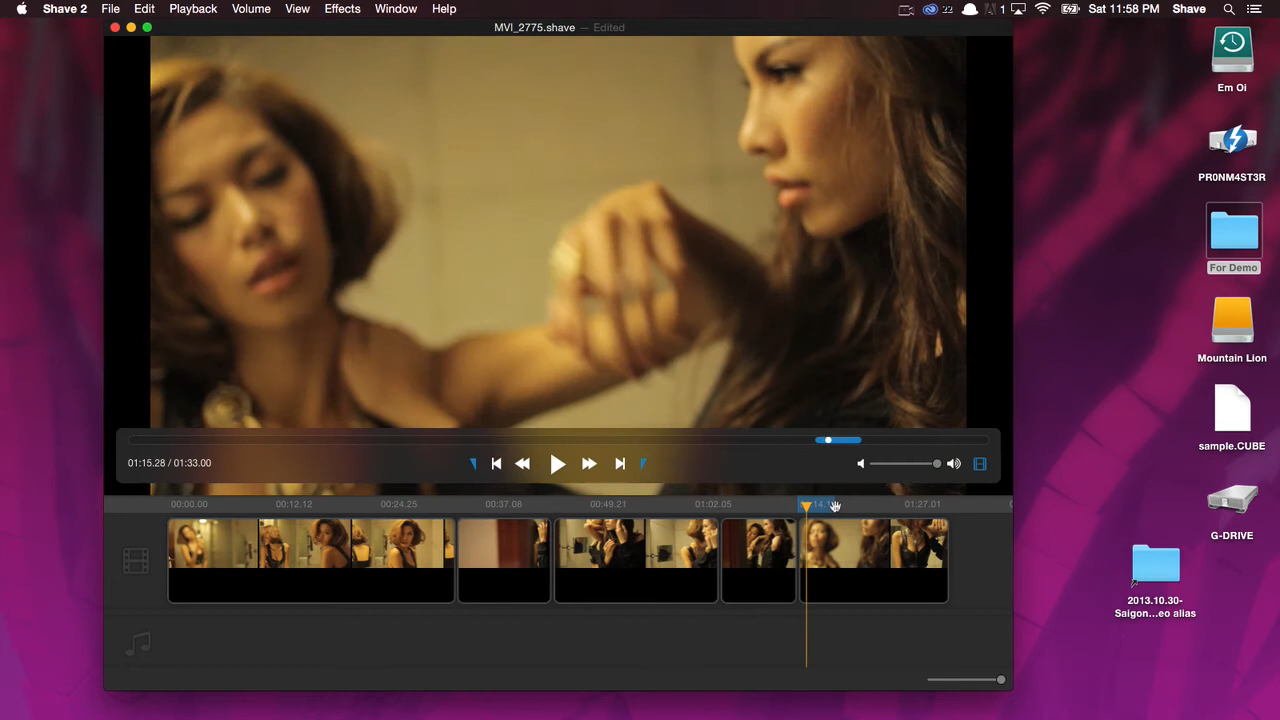 Shave 2 File Edit Playback Volume View Effects Window Help 22 1 Sat 11:58 PM Shave
MVI_2775.shave — Edited
Em Oi
PR0NM4ST3R
For Demo
Mountain Lion
sample.CUBE
G-DRIVE
2013.10.30-
Saigon...eo alias
01:15.28 / 01:33.00
00:00.00 00:12.12 00:24.25 00:37.08 00:49.21 01:02.05 01:27.01